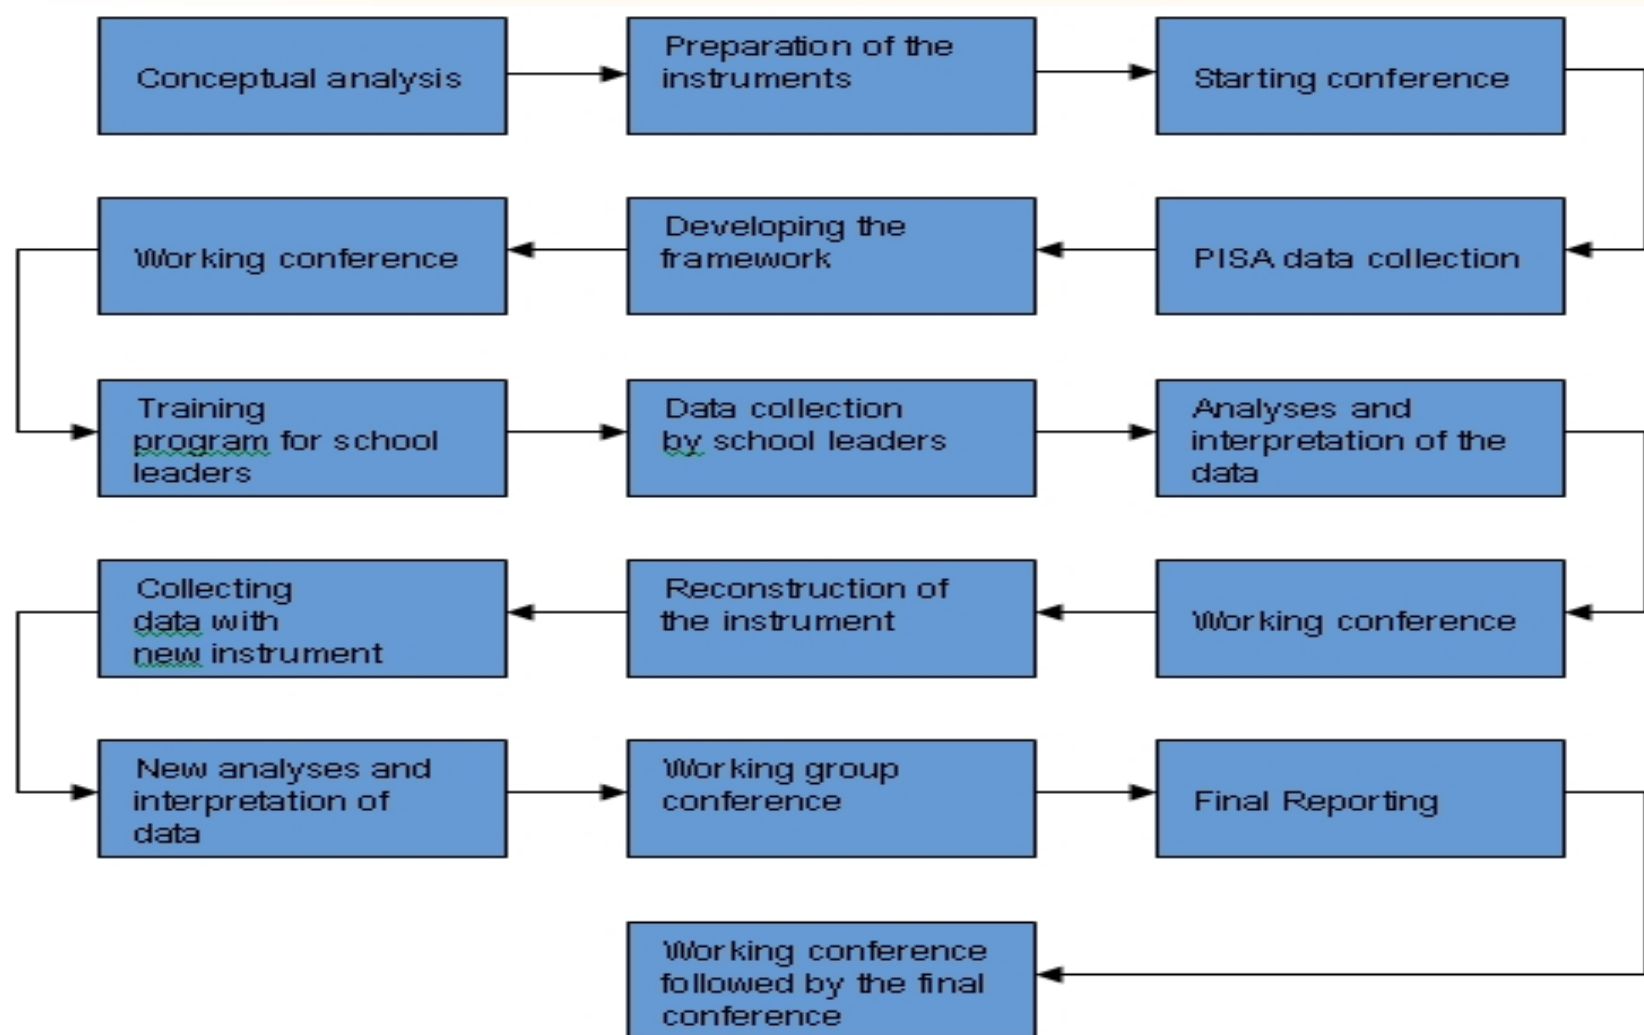 Conceptual analysis
Preparation of the
instruments
Starting conference
PISA data collection
Developing the
framework
Working conference
Training
program for school
leaders
Data collection
by school leaders
Analyses and
interpretation of the
data
Working conference
Reconstruction of
the instrument
Collecting
data with
new instrument
New analyses and
interpretation of
data
Working group
conference
Final Reporting
Working conference
followed by the final
conference